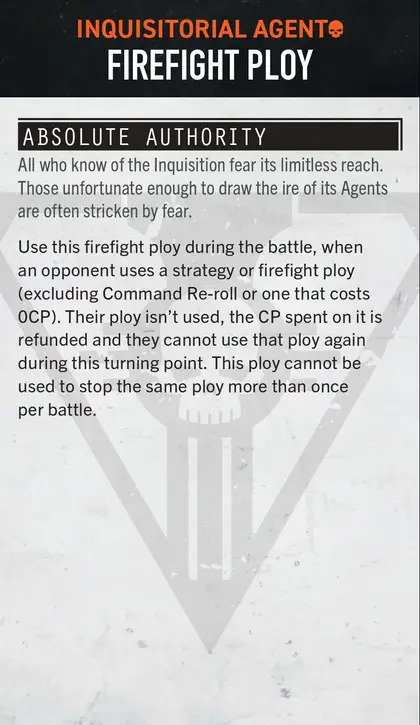 INQUISITORIAL AGENT
FIREFIGHT PLOY
ABSOLUTE AUTHORITY
All who know of the Inquisition fear its limitless reach.
Those unfortunate enough to draw the ire of its Agents
are often stricken by fear.
Use this firefight ploy during the battle, when
an opponent uses a strategy or firefight ploy
(excluding Command Re-roll or one that costs
0CP). Their ploy isn’t used, the CP spent on it is
refunded and they cannot use that ploy again
during this turning point. This ploy cannot be
used to stop the same ploy more than once
per battle.